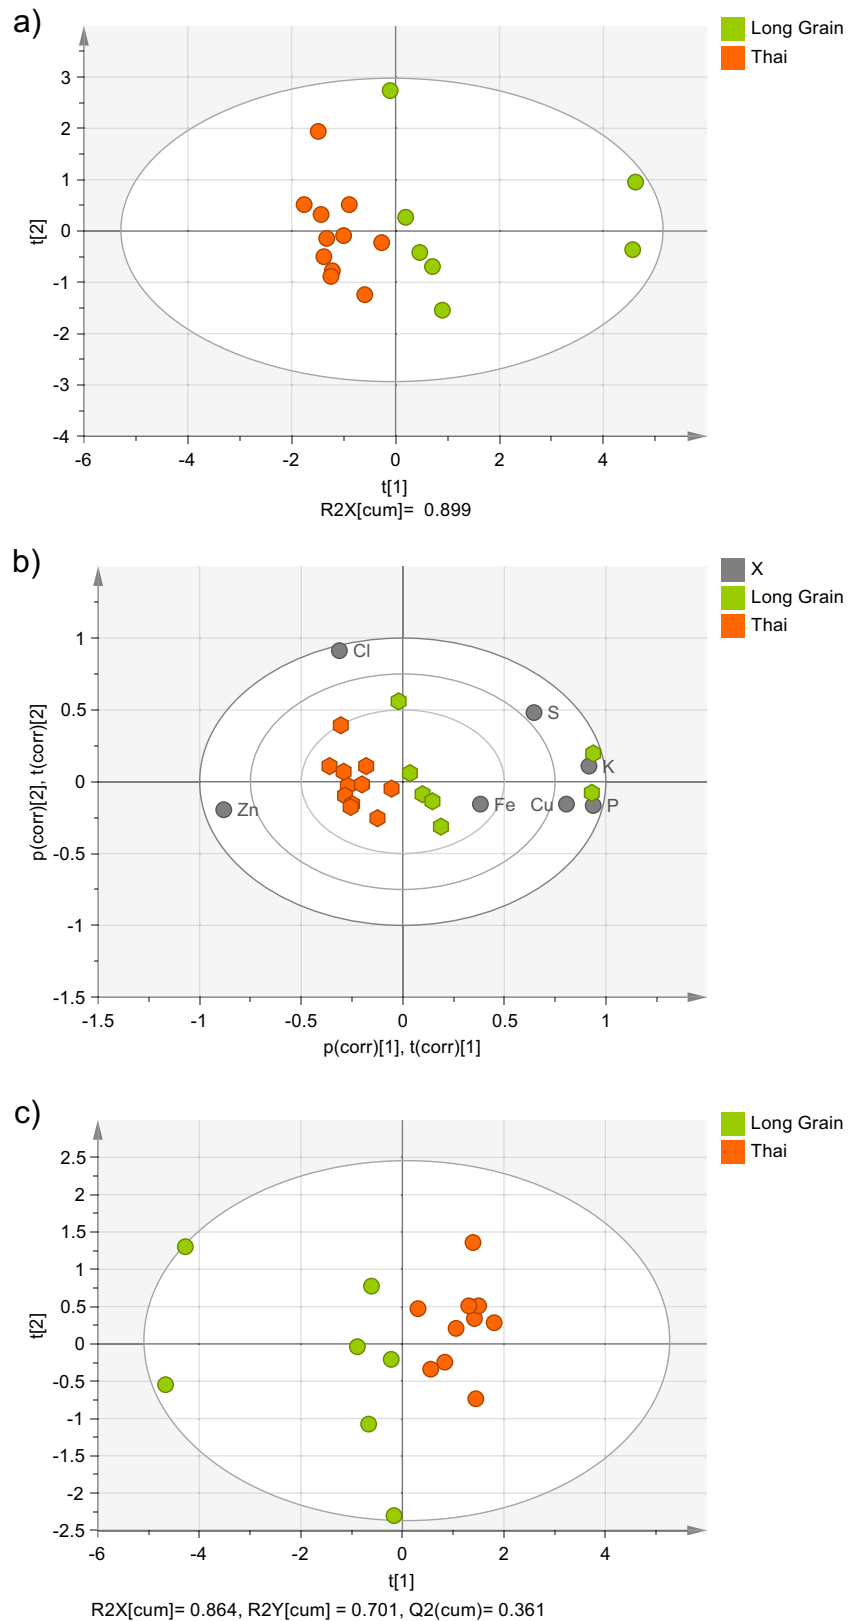 a)
Long Grain
Thai
3
2
1
0
-1
-2
-3
-4
t[2]
-6 -4 -2 0 2 4
t[1]
R2X[cum]= 0.899
b)
X
Long Grain
Thai
1
0.5
0
-0.5
-1
-1.5
p(corr)[2], t(corr)[2]
Cl
S
K
Zn
Fe
Cu
P
-1.5 -1 -0.5 0 0.5 1
p(corr)[1], t(corr)[1]
c)
Long Grain
Thai
2.5
2
1.5
1
0.5
0
-0.5
-1
-1.5
-2
-2.5
t[2]
-6 -4 -2 0 2 4
t[1]
R2X[cum]= 0.864, R2Y[cum] = 0.701, Q2(cum)= 0.361